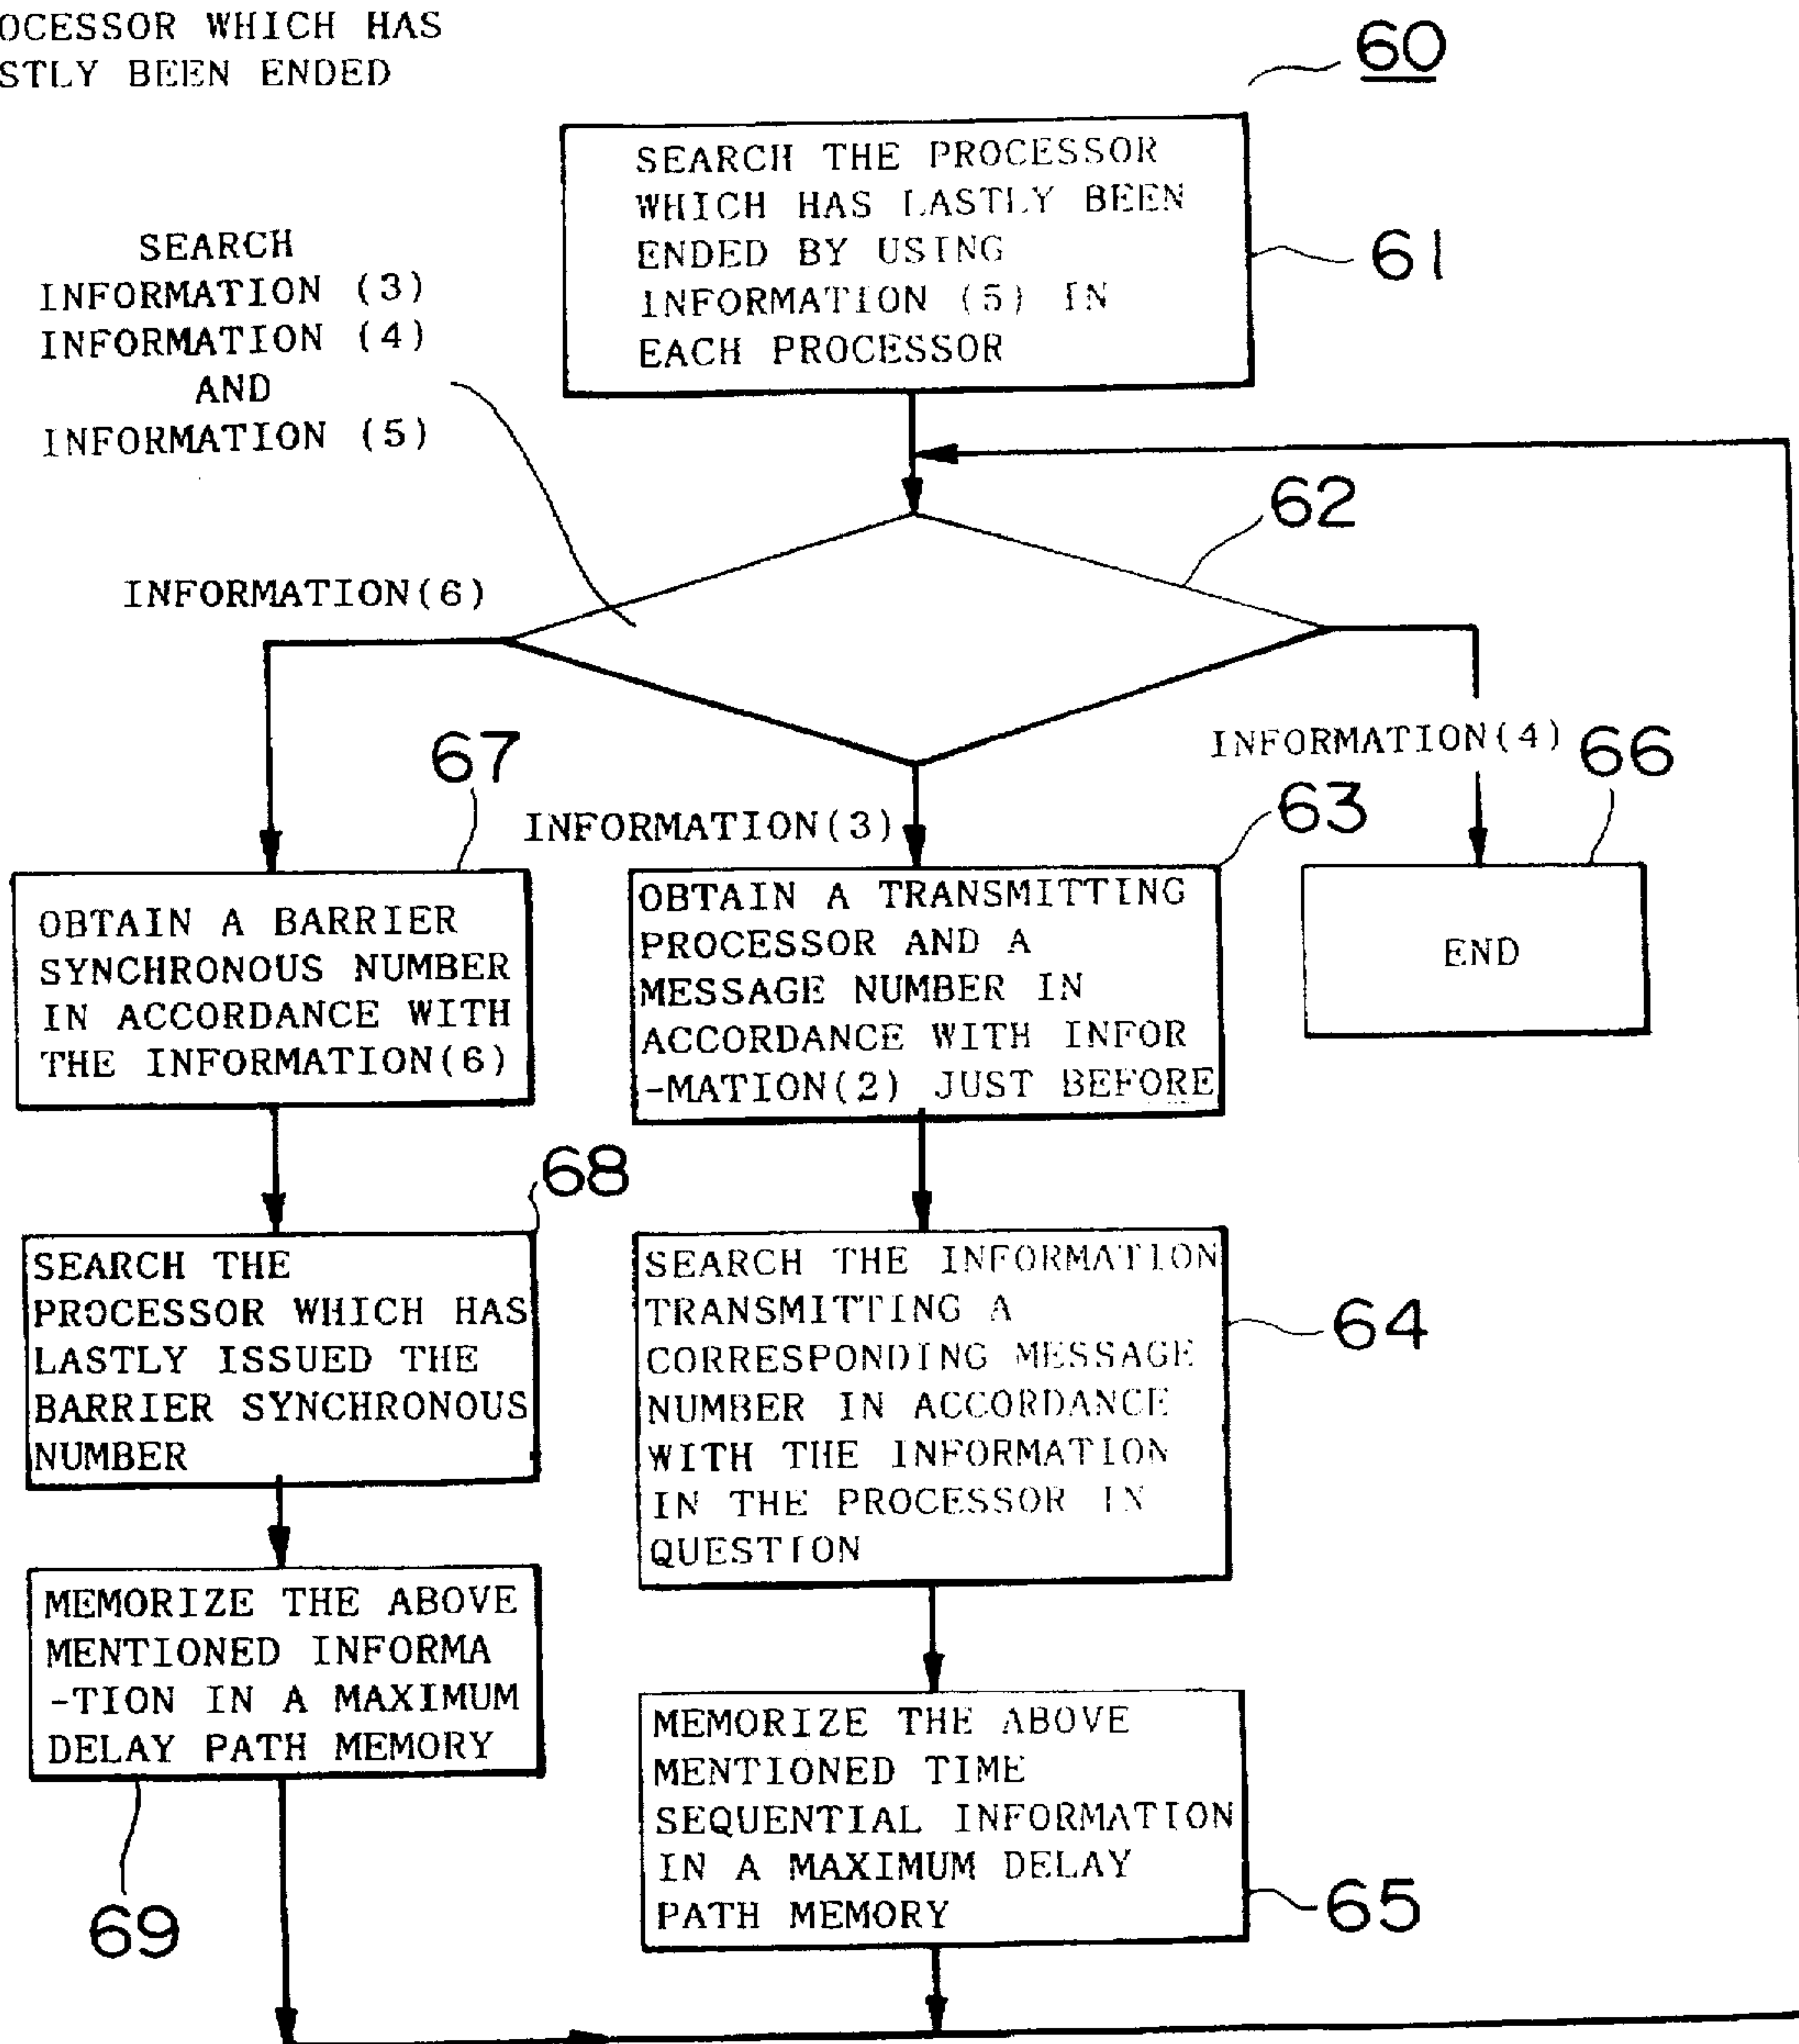 OCESSOR WHICH HAS
STLY BEEN ENDED
60
SEARCH THE PROCESSOR
WHICH HAS LASTLY BEEN
ENDED BY USING
INFORMATION (5) IN
EACH PROCESSOR
61
SEARCH
INFORMATION (3)
INFORMATION (4)
AND
INFORMATION (5)
62
INFORMATION(6)
INFORMATION(4)
66
67
INFORMATION(3)
63
OBTAIN A BARRIER
SYNCHRONOUS NUMBER
IN ACCORDANCE WITH
THE INFORMATION(6)
OBTAIN A TRANSMITTING
PROCESSOR AND A
MESSAGE NUMBER IN
ACCORDANCE WITH INFOR
-MATION(2) JUST BEFORE
END
68
SEARCH THE
PROCESSOR WHICH HAS
LASTLY ISSUED THE
BARRIER SYNCHRONOUS
NUMBER
SEARCH THE INFORMATION
TRANSMITTING A
CORRESPONDING MESSAGE
NUMBER IN ACCORDANCE
WITH THE INFORMATION
IN THE PROCESSOR IN
QUESTION
64
MEMORIZE THE ABOVE
MENTIONED INFORMA
-TION IN A MAXIMUM
DELAY PATH MEMORY
69
MEMORIZE THE ABOVE
MENTIONED TIME
SEQUENTIAL INFORMATION
IN A MAXIMUM DELAY
PATH MEMORY
65